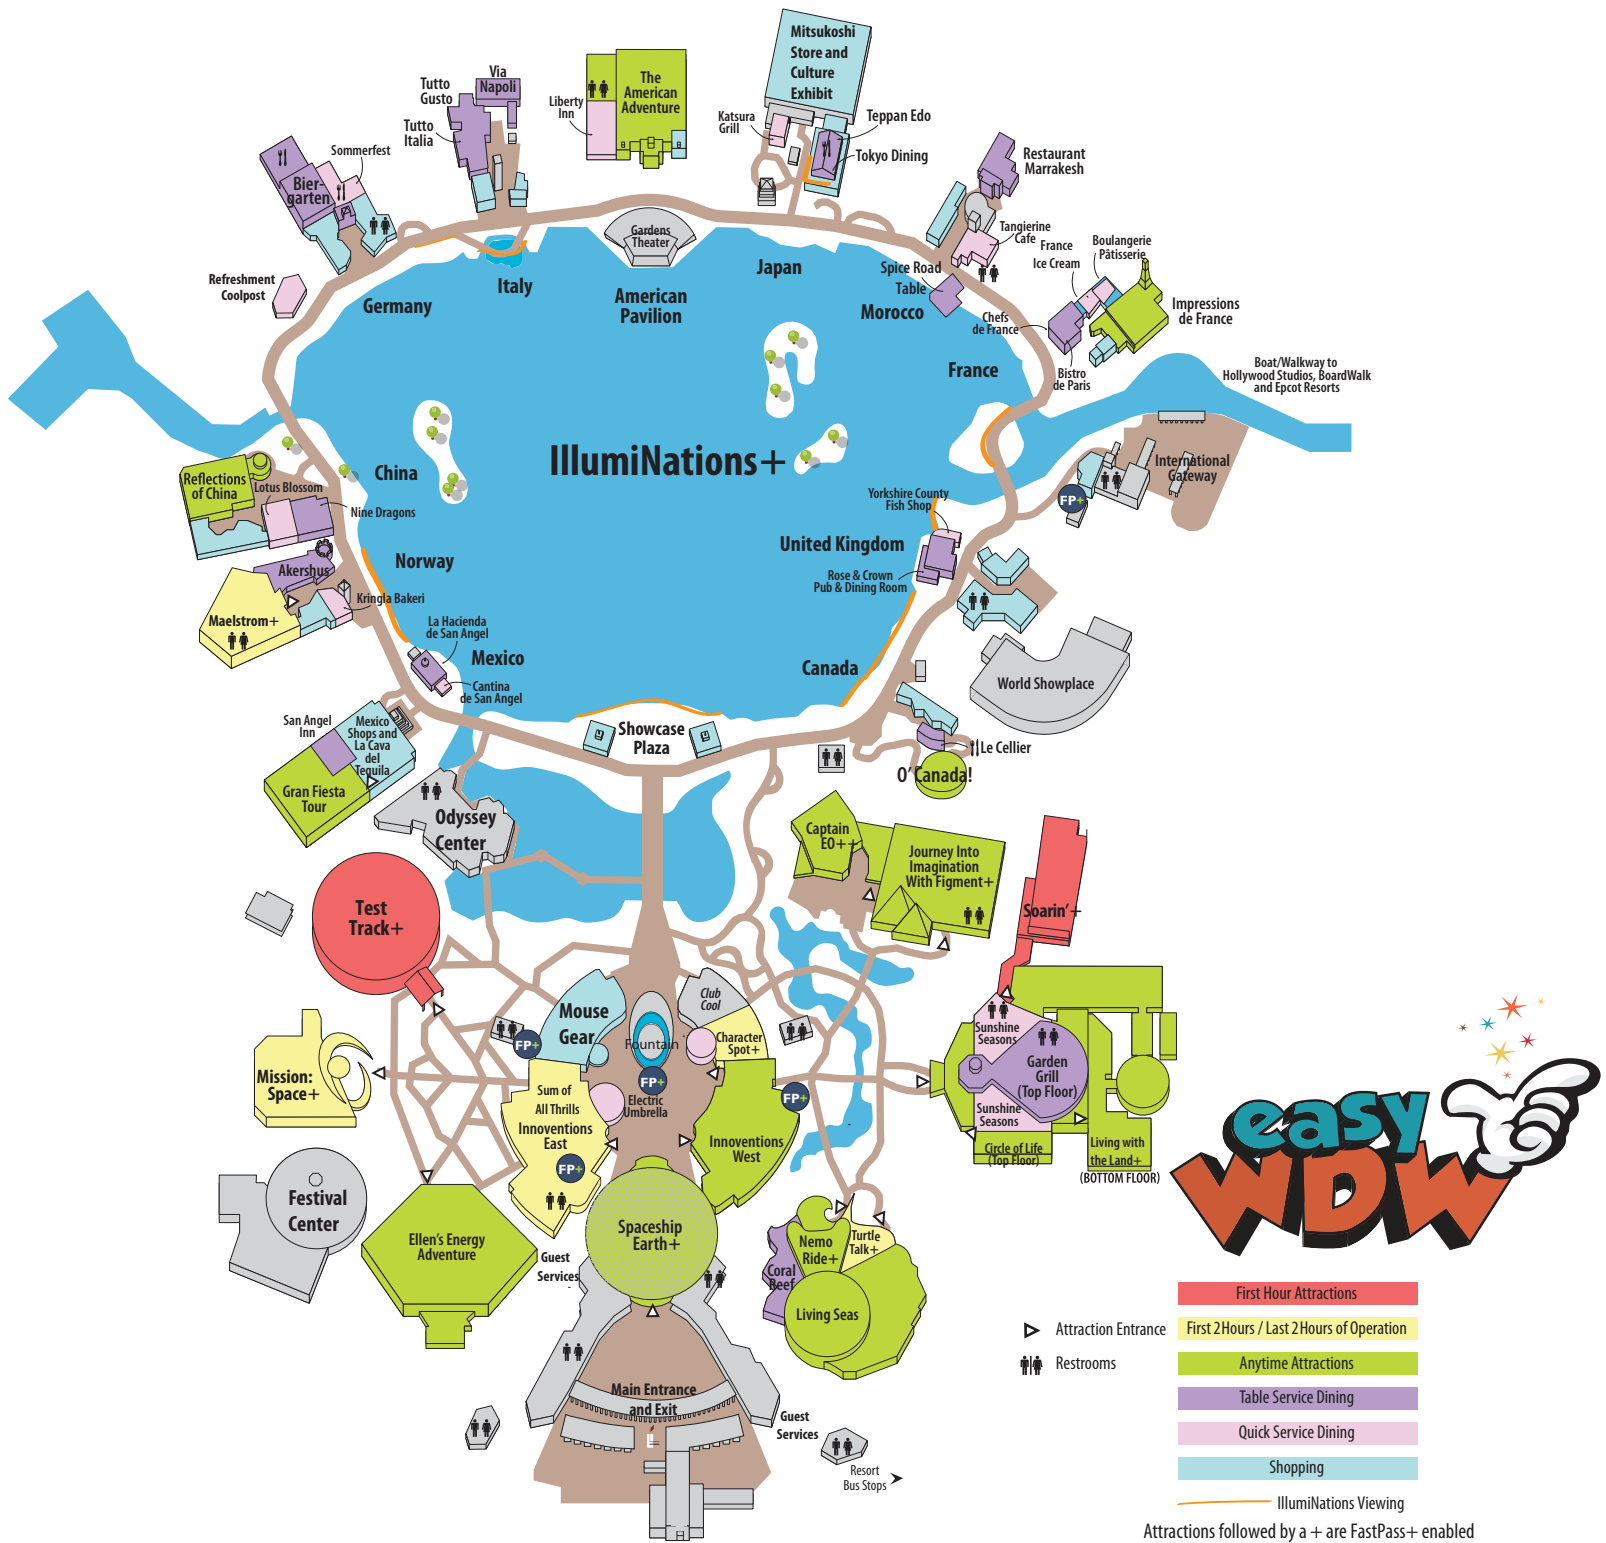 Mitsukoshi
Store and
Culture
Exhibit
Via
Napoli
Tutto
Gusto
Tutto
Italia
Liberty
Inn
The
American
Adventure
Katsura
Grill
Teppan Edo
Tokyo Dining
Sommerfest
Bier-
garten
Restaurant
Marrakesh
Gardens
Theater
Tangierine
Cafe
France
Ice Cream
Boulangerie
Pâtisserie
Refreshment
Coolpost
Germany
Italy
American
Pavilion
Japan
Spice Road
Table
Morocco
Chefs
de France
Impressions
de France
France
Bistro
de Paris
Boat/Walkway to
Hollywood Studios, BoardWalk
and Epcot Resorts
IllumiNations+
China
Reflections
of China
Lotus Blossom
Nine Dragons
International
Gateway
FP+
Yorkshire County
Fish Shop
United Kingdom
Rose & Crown
Pub & Dining Room
Norway
Akershus
Kringla Bakeri
Maelstrom+
La Hacienda
de San Angel
Mexico
Cantina
de San Angel
Canada
World Showplace
San Angel
Inn
Mexico
Shops and
La Cava
del
Tequila
Gran Fiesta
Tour
Showcase
Plaza
Le Cellier
O' Canada!
Odyssey
Center
Captain
EO++
Journey Into
Imagination
With Figment+
Soarin'+
Test
Track+
Mouse
Gear
Club
Cool
Fountain
Character
Spot+
FP+
FP+
FP+
Electric
Umbrella
Sunshine
Seasons
Garden
Grill
(Top Floor)
Sunshine
Seasons
Circle of Life
(Top Floor)
Living with
the Land+
(BOTTOM FLOOR)
Mission:
Space+
Sum of
All Thrills
Innoventions
East
FP+
Innoventions
West
Festival
Center
Ellen's Energy
Adventure
Spaceship
Earth+
Guest
Services
Nemo
Ride+
Turtle
Talk+
Coral
Reef
Living Seas
Main Entrance
and Exit
Guest
Services
Resort
Bus Stops
easy
WDW
First Hour Attractions
Attraction Entrance
First 2Hours / Last 2Hours of Operation
Restrooms
Anytime Attractions
Table Service Dining
Quick Service Dining
Shopping
IllumiNations Viewing
Attractions followed by a + are FastPass+ enabled